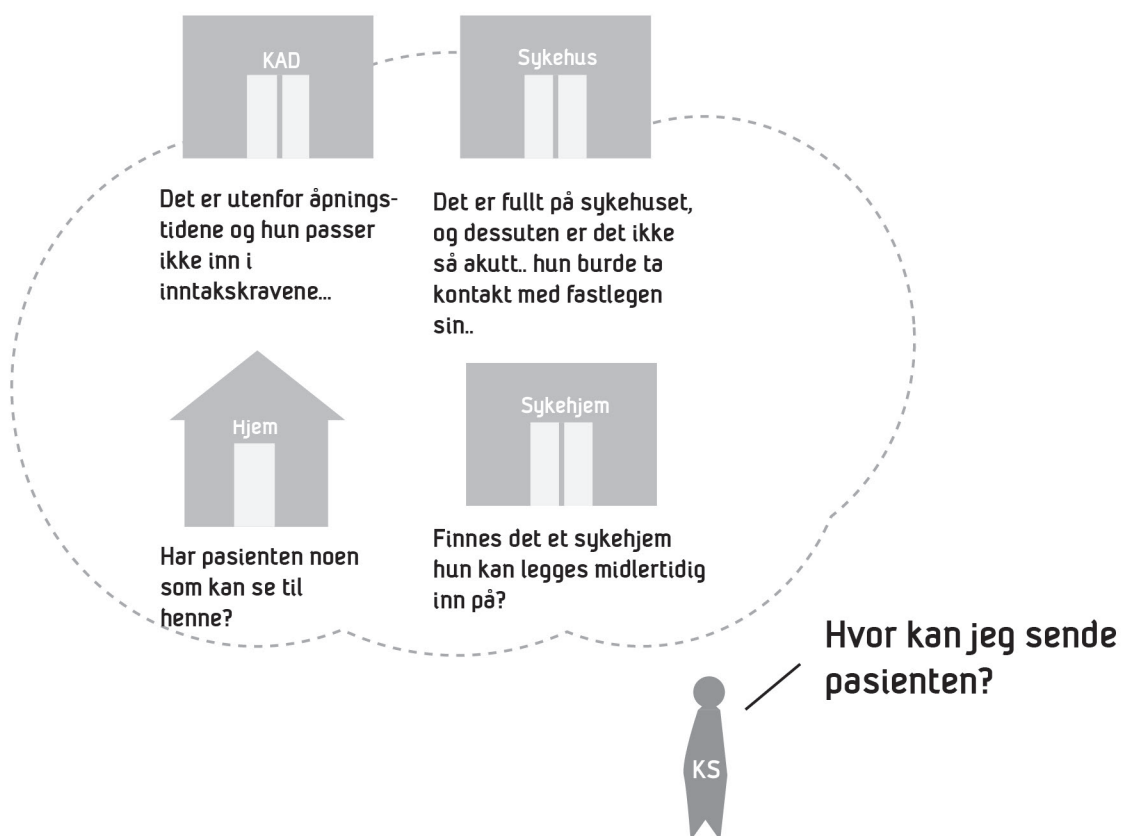 KAD
Det er utenfor åpnings-
tidene og hun passer
ikke inn i
inntakskravene...
Sykehus
Det er fullt på sykehuset,
og dessuten er det ikke
så akutt.. hun burde ta
kontakt med fastlegen
sin..
Hjem
Har pasienten noen
som kan se til
henne?
Sykehjem
Finnes det et sykehjem
hun kan legges midlertidig
inn på?
Hvor kan jeg sende
pasienten?
KS